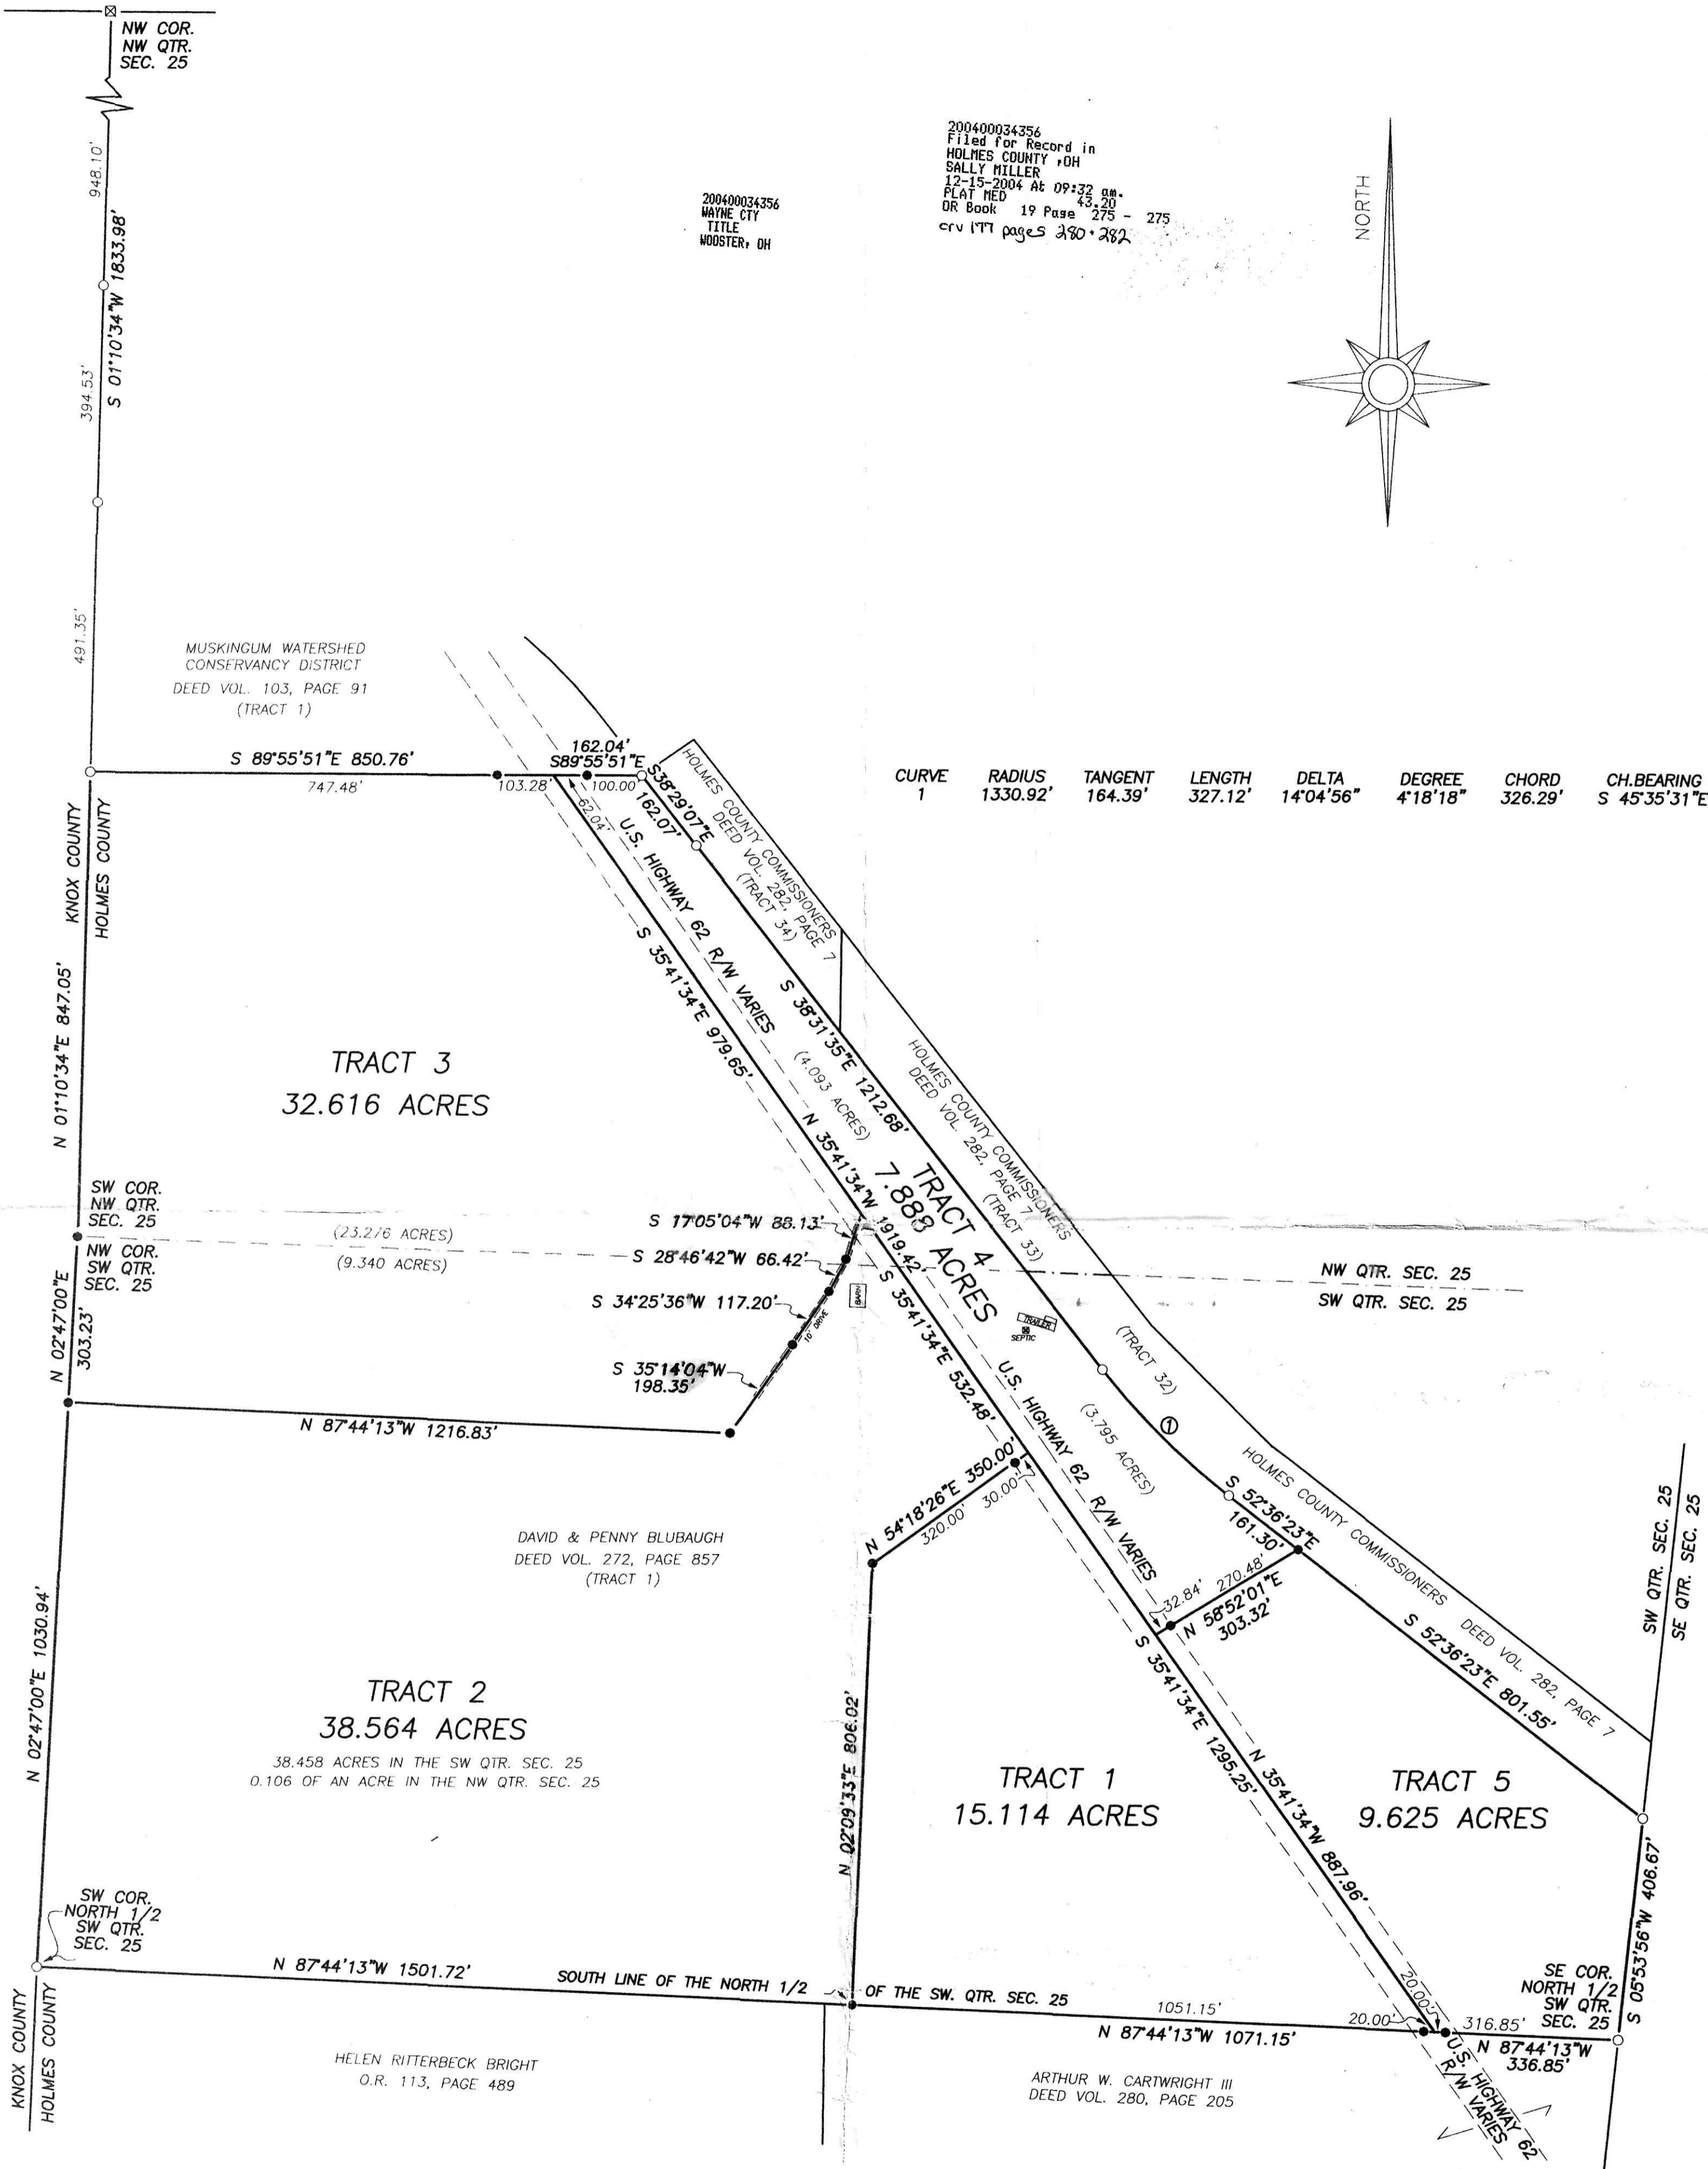 NW COR.
NW QTR.
SEC. 25
948.10'
S 01°10'34"W 1833.98'
394.53'
491.35'
200400034356
WAYNE CTY
TITLE
WOOSTER, OH
200400034356
Filed for Record in
HOLMES COUNTY ,OH
SALLY MILLER
12-15-2004 At 09:32 am.
PLAT MED 43.20
OR Book 19 Page 275 - 275
crv 177 pages 280-282
NORTH
MUSKINGUM WATERSHED
CONSERVANCY DISTRICT
DEED VOL. 103, PAGE 91
(TRACT 1)
S 89°55'51"E 850.76'
747.48'
103.28'
162.04'
S89°55'51"E
100.00'
62.04'
S38°29'07"E
162.07'
HOLMES COUNTY COMMISSIONERS
DEED VOL. 282, PAGE 7
(TRACT 34)
CURVE RADIUS TANGENT LENGTH DELTA DEGREE CHORD CH.BEARING
1 1330.92' 164.39' 327.12' 14°04'56" 4°18'18" 326.29' S 45°35'31"E
KNOX COUNTY
HOLMES COUNTY
N 01°10'34"E 847.05'
U.S. HIGHWAY 62 R/W VARIES
S 35°41'34"E 979.65'
S 38°31'35"E 1212.68'
(4.093 ACRES)
HOLMES COUNTY COMMISSIONERS
DEED VOL. 282, PAGE 7
(TRACT 33)
TRACT 3
32.616 ACRES
N 35°41'34"W 1919.42'
TRACT 4
7.888 ACRES
SW COR.
NW QTR.
SEC. 25
(23.276 ACRES)
NW COR.
SW QTR.
SEC. 25
(9.340 ACRES)
S 17°05'04"W 88.13'
S 28°46'42"W 66.42'
S 34°25'36"W 117.20'
S 35°14'04"W
198.35'
10' DRIVE
BARN
S 35°41'34"E 532.48'
TRAILER
SEPTIC
NW QTR. SEC. 25
SW QTR. SEC. 25
(TRACT 32)
1
N 02°47'00"E
303.23'
N 87°44'13"W 1216.83'
U.S. HIGHWAY 62 R/W VARIES
(3.795 ACRES)
N 54°18'26"E 350.00'
320.00'
30.00'
S 52°36'23"E
161.30'
HOLMES COUNTY COMMISSIONERS DEED VOL. 282, PAGE 7
SW QTR. SEC. 25
SE QTR. SEC. 25
DAVID & PENNY BLUBAUGH
DEED VOL. 272, PAGE 857
(TRACT 1)
32.84'
270.48'
N 58°52'01"E
303.32'
S 52°36'23"E 801.55'
N 02°47'00"E 1030.94'
TRACT 2
38.564 ACRES
38.458 ACRES IN THE SW QTR. SEC. 25
0.106 OF AN ACRE IN THE NW QTR. SEC. 25
N 02°09'33"E 806.02'
S 35°41'34"E 1295.25'
N 35°41'34"W 887.96'
TRACT 1
15.114 ACRES
TRACT 5
9.625 ACRES
S 05°53'56"W 406.67'
SW COR.
NORTH 1/2
SW QTR.
SEC. 25
N 87°44'13"W 1501.72'
SOUTH LINE OF THE NORTH 1/2 OF THE SW. QTR. SEC. 25
1051.15'
N 87°44'13"W 1071.15'
20.00'
20.00'
316.85'
SE COR.
NORTH 1/2
SW QTR.
SEC. 25
N 87°44'13"W
336.85'
U.S. HIGHWAY 62
R/W VARIES
KNOX COUNTY
HOLMES COUNTY
HELEN RITTERBECK BRIGHT
O.R. 113, PAGE 489
ARTHUR W. CARTWRIGHT III
DEED VOL. 280, PAGE 205